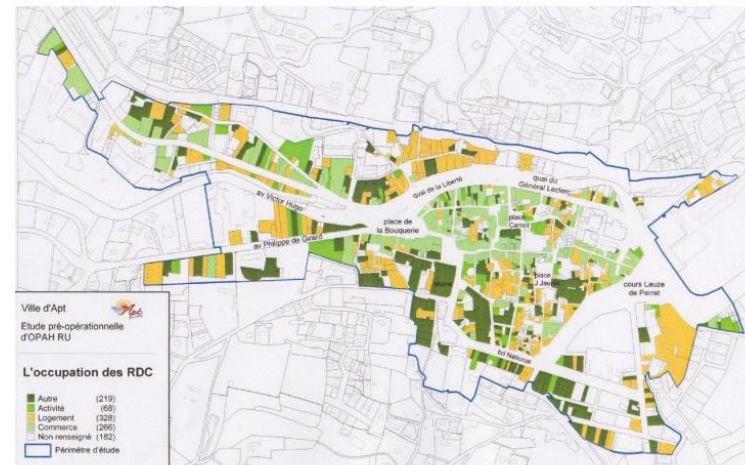 quai du
Général Leclerc
quai de la Liberté
av Victor Hugo
place de
la Bouquerie
place
Carnot
av Philippe de Girard
Mairie
place
J Jaurès
cours Lauze
de Perret
bd National
Ville d'Apt
Apt
Etude pré-opérationnelle
d'OPAH RU
L'occupation des RDC
Autre (219)
Activité (68)
Logement (328)
Commerce (266)
Non renseigné (182)
Périmètre d'étude